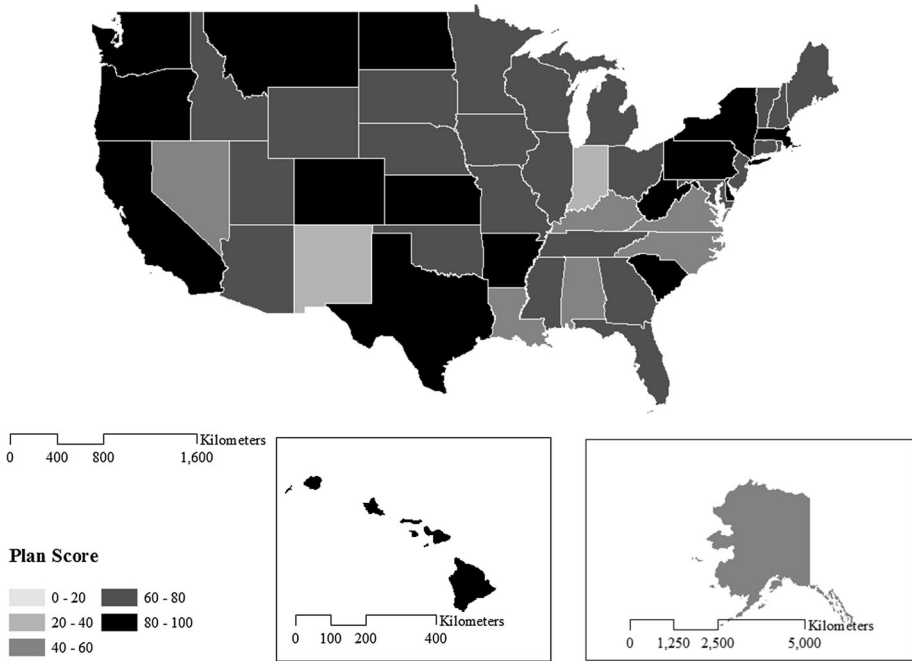 Kilometers
0 400 800 1,600
Kilometers
0 100 200 400
Kilometers
0 1,250 2,500 5,000
Plan Score
0 - 20 60 - 80
20 - 40 80 - 100
40 - 60